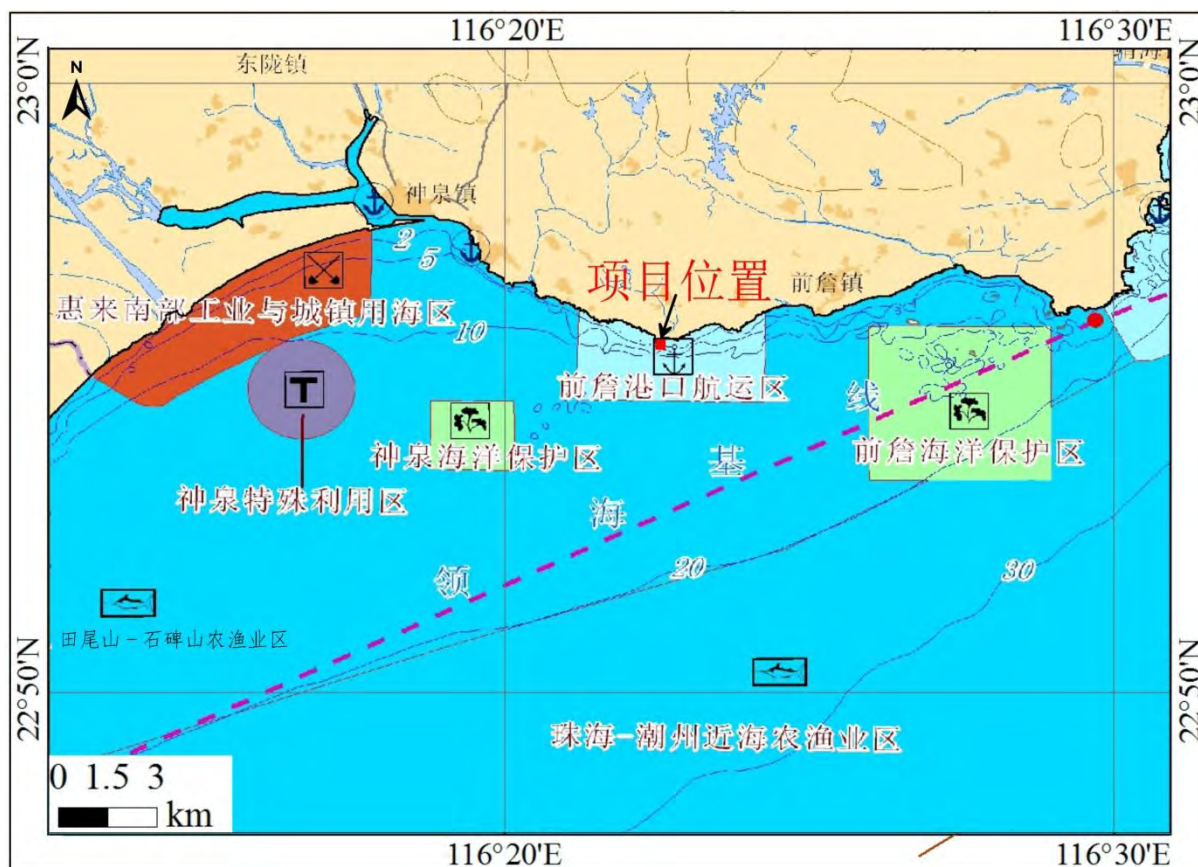 116°20'E
116°30'E
23°0'N
23°0'N
N
东陇镇
神泉镇
2
5
10
项目位置
前詹镇
惠来南部工业与城镇用海区
前詹港口航运区
T
神泉海洋保护区
前詹海洋保护区
神泉特殊利用区
领海基线
20
30
田尾山－石碑山农渔业区
珠海-潮州近海农渔业区
22°50'N
22°50'N
0 1.5 3
km
116°20'E
116°30'E